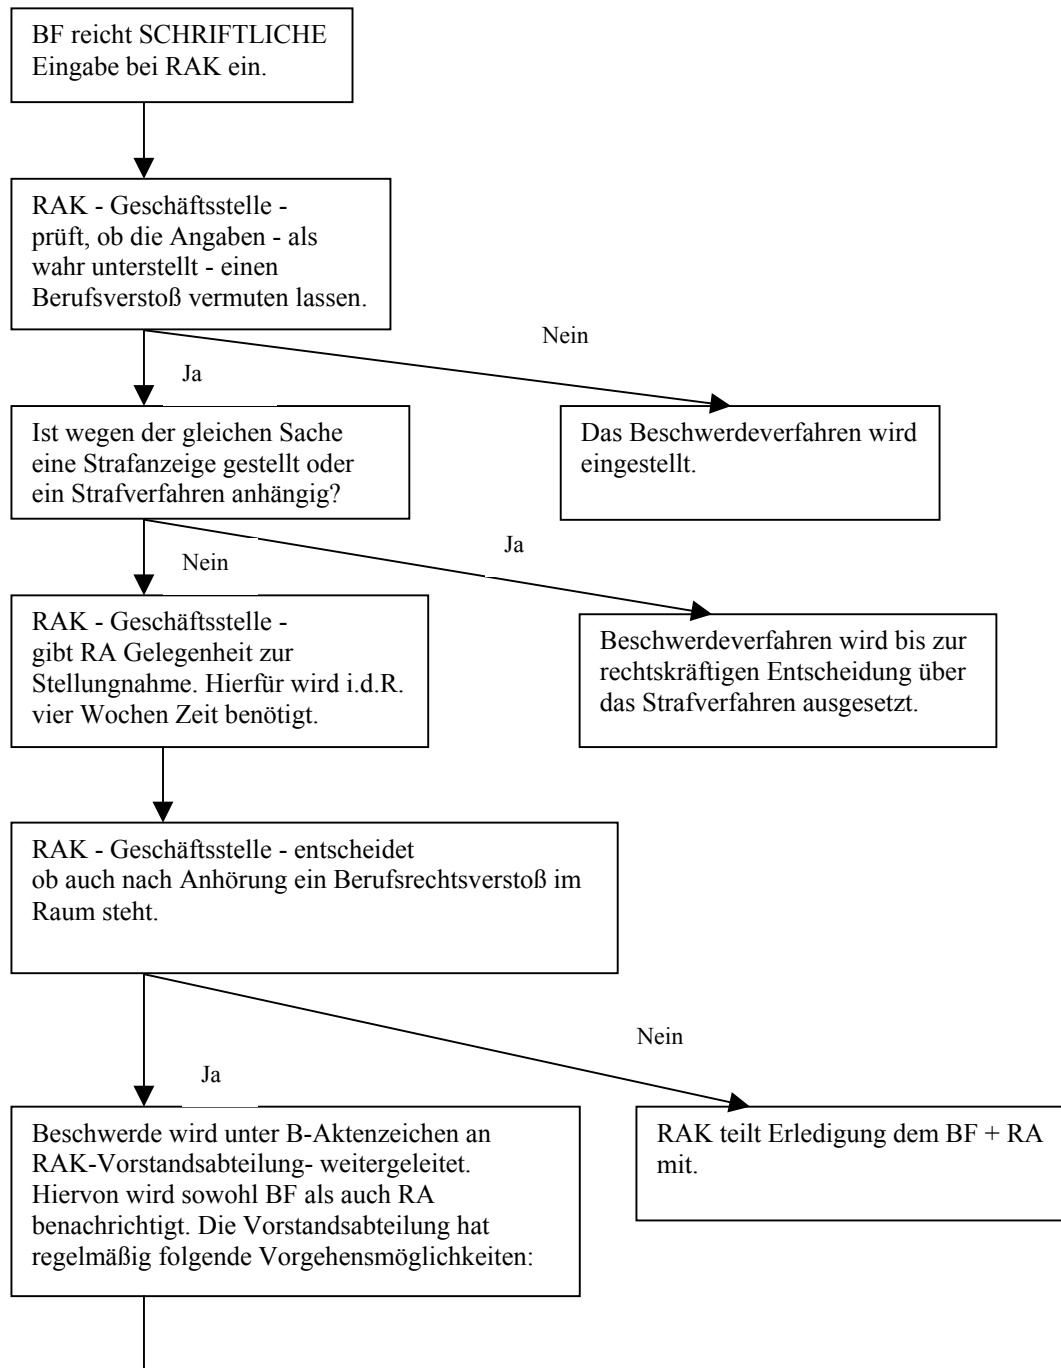 BF reicht SCHRIFTLICHE
Eingabe bei RAK ein.
RAK - Geschäftsstelle -
prüft, ob die Angaben - als
wahr unterstellt - einen
Berufsverstoß vermuten lassen.
Nein
Ja
Ist wegen der gleichen Sache
eine Strafanzeige gestellt oder
ein Strafverfahren anhängig?
Das Beschwerdeverfahren wird
eingestellt.
Ja
Nein
RAK - Geschäftsstelle -
gibt RA Gelegenheit zur
Stellungnahme. Hierfür wird i.d.R.
vier Wochen Zeit benötigt.
Beschwerdeverfahren wird bis zur
rechtskräftigen Entscheidung über
das Strafverfahren ausgesetzt.
RAK - Geschäftsstelle - entscheidet
ob auch nach Anhörung ein Berufsrechtsverstoß im
Raum steht.
Nein
Ja
Beschwerde wird unter B-Aktenzeichen an
RAK-Vorstandsabteilung- weitergeleitet.
Hiervon wird sowohl BF als auch RA
benachrichtigt. Die Vorstandsabteilung hat
regelmäßig folgende Vorgehensmöglichkeiten:
RAK teilt Erledigung dem BF + RA
mit.